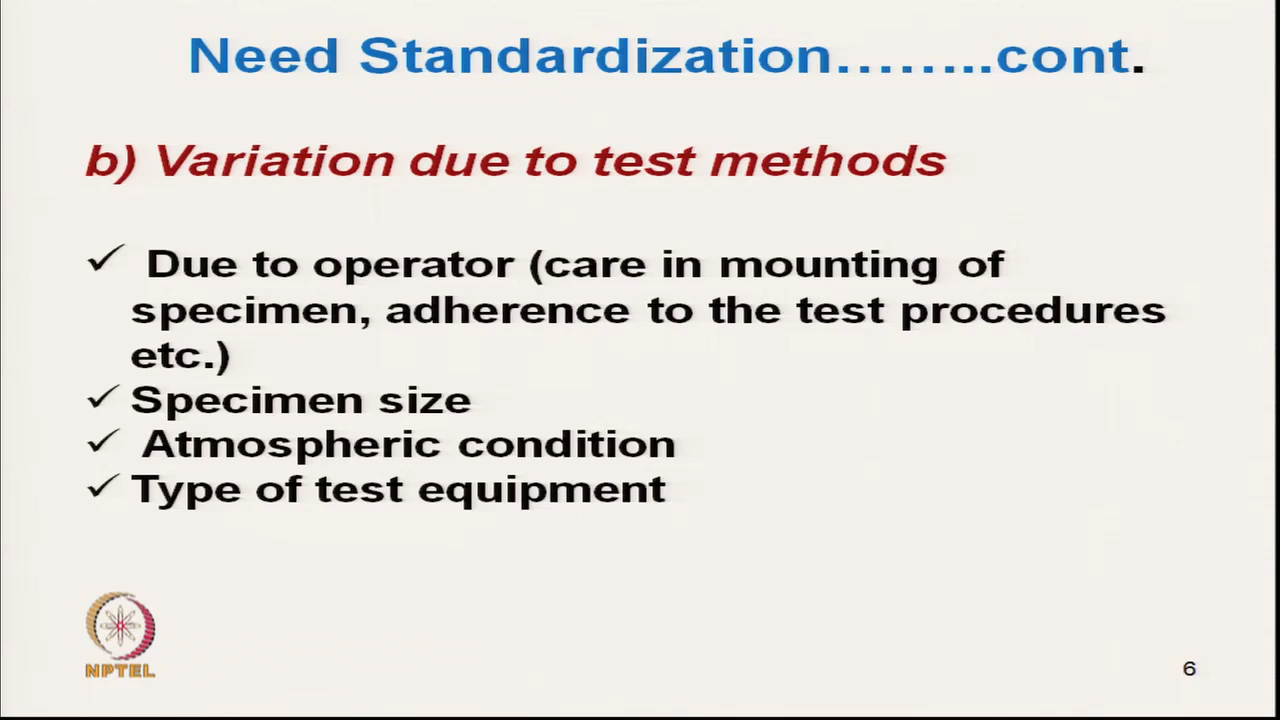 Need Standardization……..cont.
b) Variation due to test methods
✓ Due to operator (care in mounting of
specimen, adherence to the test procedures
etc.)
✓ Specimen size
✓ Atmospheric condition
✓ Type of test equipment
NPTEL
6